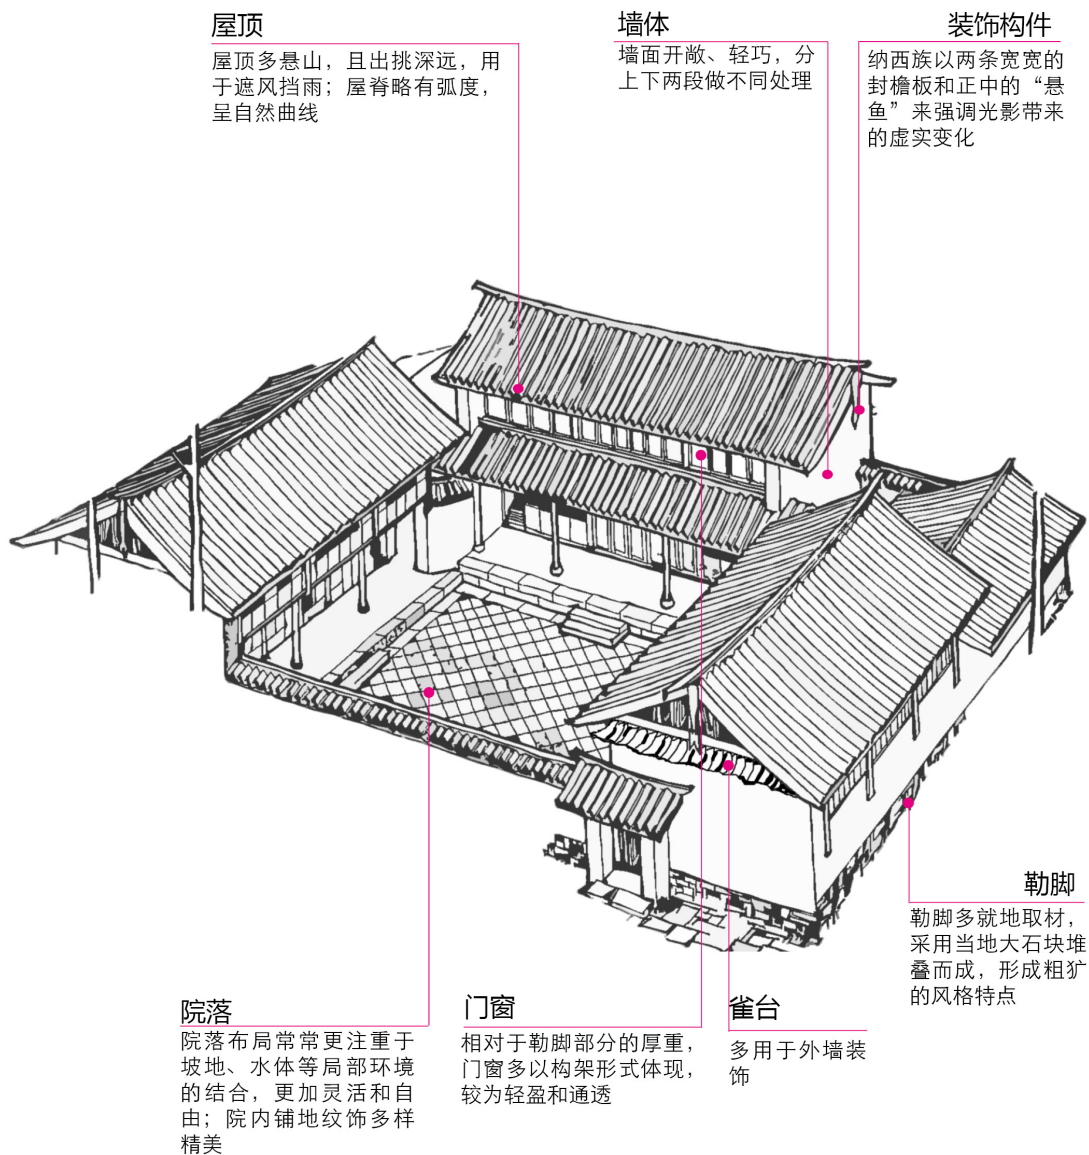 屋顶
屋顶多悬山，且出挑深远，用
于遮风挡雨；屋脊略有弧度，
呈自然曲线
墙体
墙面开敞、轻巧，分
上下两段做不同处理
装饰构件
纳西族以两条宽宽的
封檐板和正中的“悬
鱼”来强调光影带来
的虚实变化
勒脚
勒脚多就地取材，
采用当地大石块堆
叠而成，形成粗犷
的风格特点
院落
院落布局常常更注重于
坡地、水体等局部环境
的结合，更加灵活和自
由；院内铺地纹饰多样
精美
门窗
相对于勒脚部分的厚重，
门窗多以构架形式体现，
较为轻盈和通透
雀台
多用于外墙装
饰